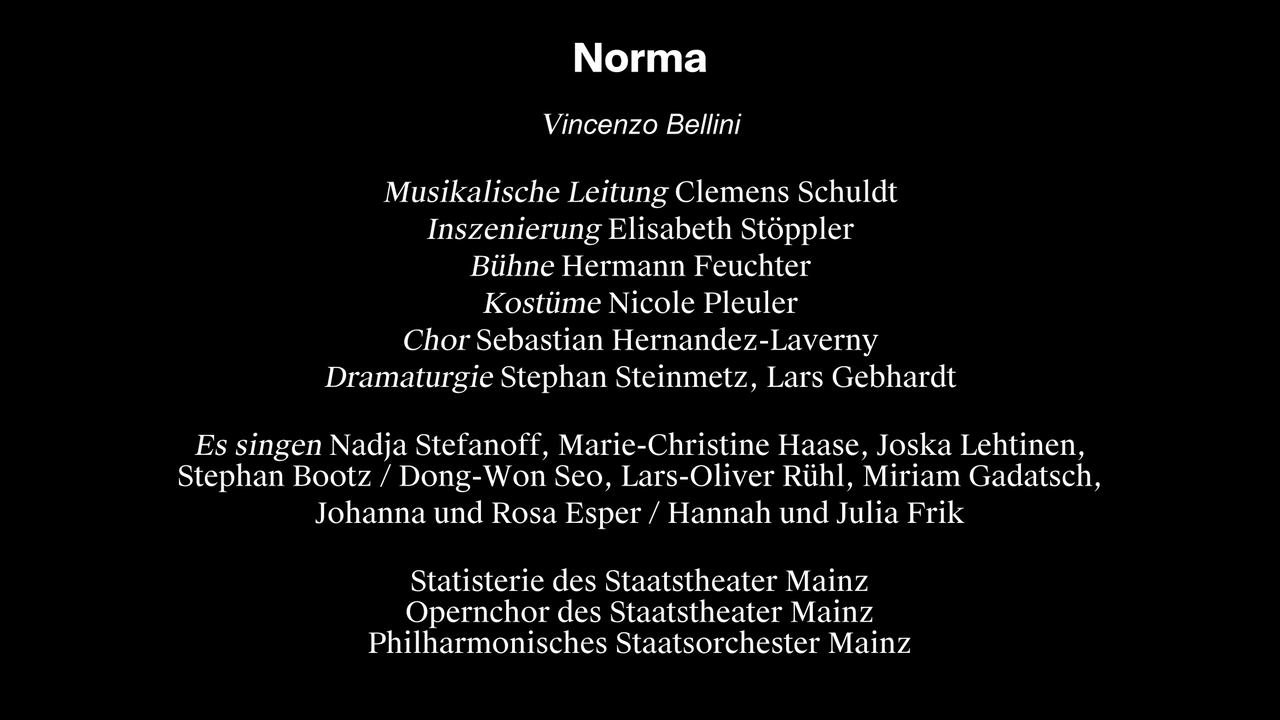 Norma
Vincenzo Bellini
Musikalische Leitung Clemens Schuldt
Inszenierung Elisabeth Stöppler
Bühne Hermann Feuchter
Kostüme Nicole Pleuler
Chor Sebastian Hernandez-Laverny
Dramaturgie Stephan Steinmetz, Lars Gebhardt
Es singen Nadja Stefanoff, Marie-Christine Haase, Joska Lehtinen,
Stephan Bootz / Dong-Won Seo, Lars-Oliver Rühl, Miriam Gadatsch,
Johanna und Rosa Esper / Hannah und Julia Frik
Statisterie des Staatstheater Mainz
Opernchor des Staatstheater Mainz
Philharmonisches Staatsorchester Mainz